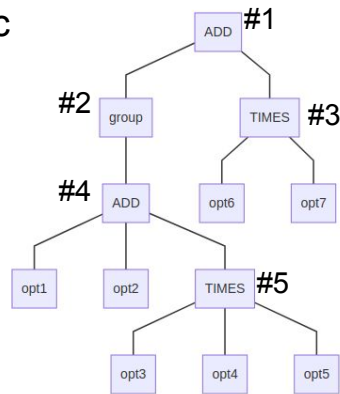 c
ADD #1
#2 group TIMES #3
#4 ADD opt6 opt7
opt1 opt2 TIMES #5
opt3 opt4 opt5